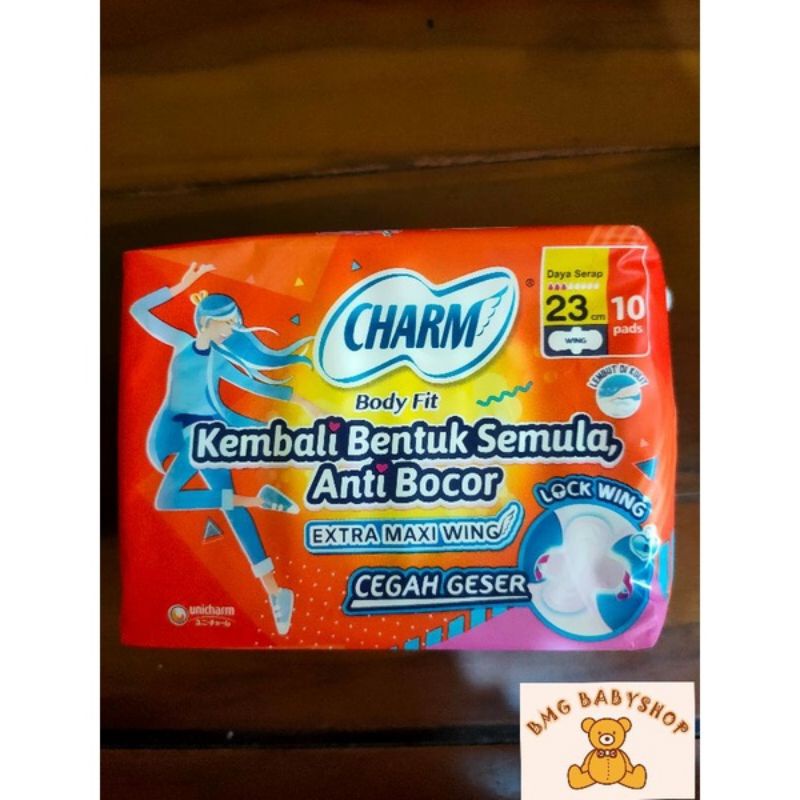 CHARM
®
Body Fit
Kembali Bentuk Semula,
Anti Bocor
EXTRA MAXI WING
CEGAH GESER
LOCK WING
Daya Serap
23 cm
WING
10
pads
LEMBUT DI KULIT
unicharm
ユニ・チャーム
BMG BABYSHOP